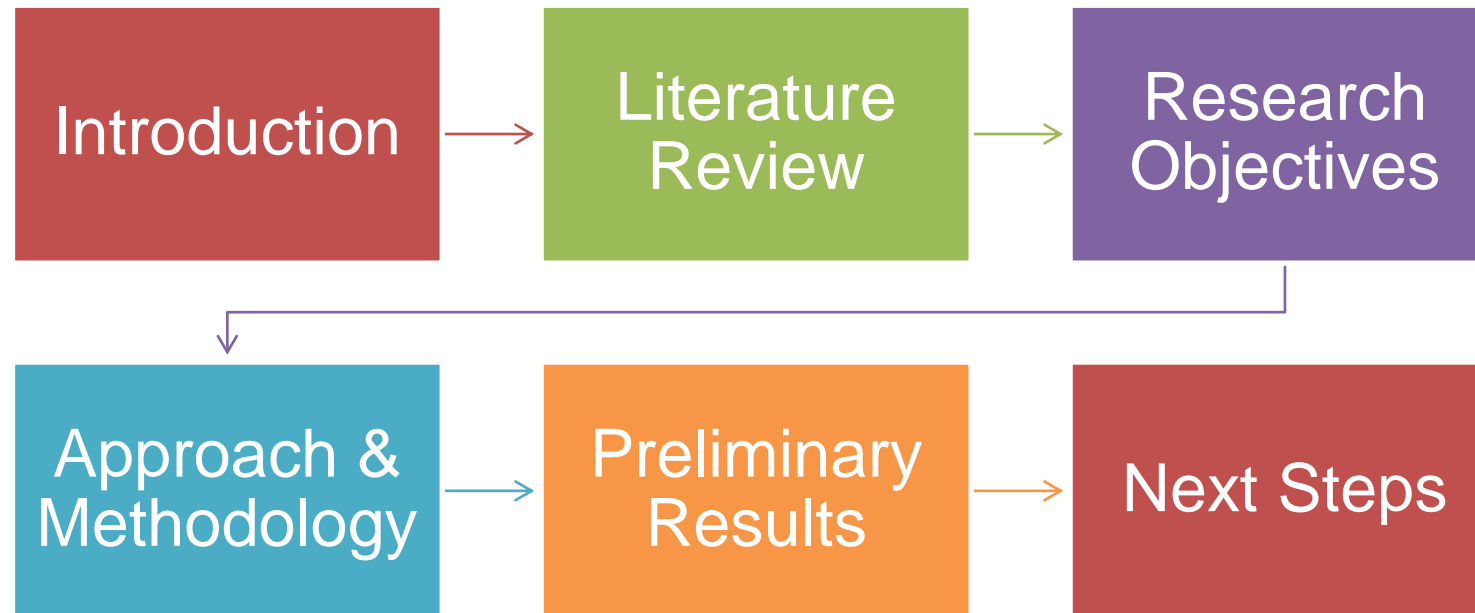 Introduction
Literature
Review
Research
Objectives
Approach &
Methodology
Preliminary
Results
Next Steps